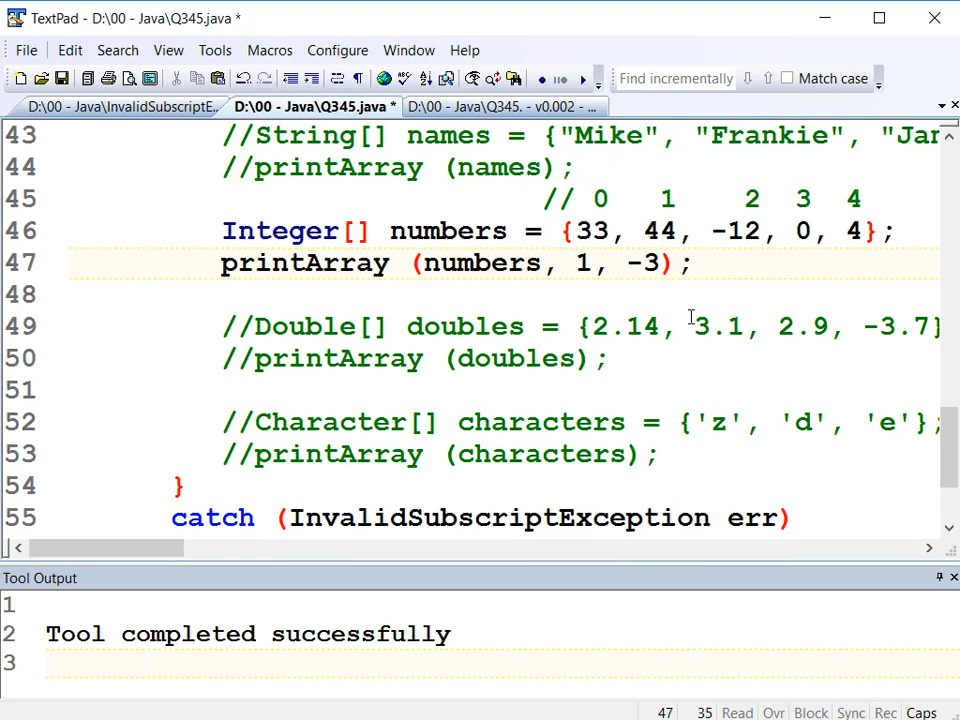 TextPad - D:\00 - Java\Q345.java *
File Edit Search View Tools Macros Configure Window Help
Find incrementally Match case
D:\00 - Java\InvalidSubscriptE... D:\00 - Java\Q345.java * D:\00 - Java\Q345. - v0.002 - ...
43 //String[] names = {"Mike", "Frankie", "Jan
44 //printArray (names);
45 // 0 1 2 3 4
46 Integer[] numbers = {33, 44, -12, 0, 4};
47 printArray (numbers, 1, -3);
48
49 //Double[] doubles = {2.14, 3.1, 2.9, -3.7}
50 //printArray (doubles);
51
52 //Character[] characters = {'z', 'd', 'e'};
53 //printArray (characters);
54 }
55 catch (InvalidSubscriptException err)
Tool Output
1
2 Tool completed successfully
3
47 35 Read Ovr Block Sync Rec Caps